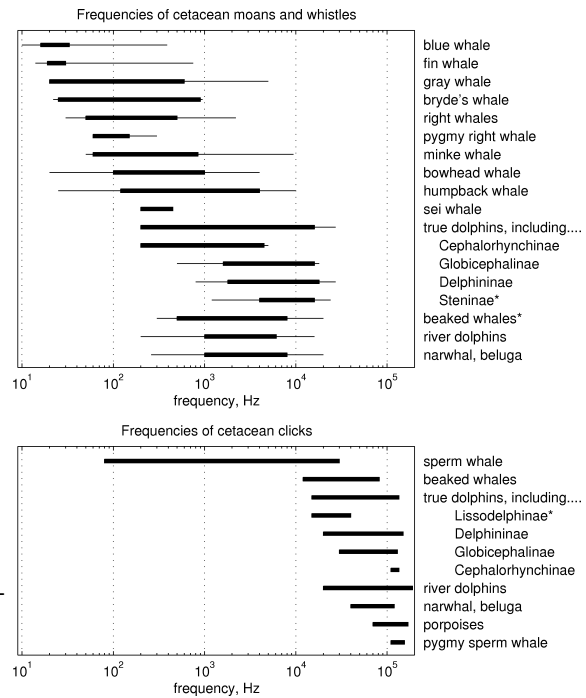 Frequencies of cetacean moans and whistles
blue whale
fin whale
gray whale
bryde's whale
right whales
pygmy right whale
minke whale
bowhead whale
humpback whale
sei whale
true dolphins, including....
Cephalorhynchinae
Globicephalinae
Delphininae
Steninae*
beaked whales*
river dolphins
narwhal, beluga
10¹ 10² 10³ 10⁴ 10⁵
frequency, Hz
Frequencies of cetacean clicks
sperm whale
beaked whales
true dolphins, including....
Lissodelphinae*
Delphininae
Globicephalinae
Cephalorhynchinae
river dolphins
narwhal, beluga
porpoises
pygmy sperm whale
10¹ 10² 10³ 10⁴ 10⁵
frequency, Hz